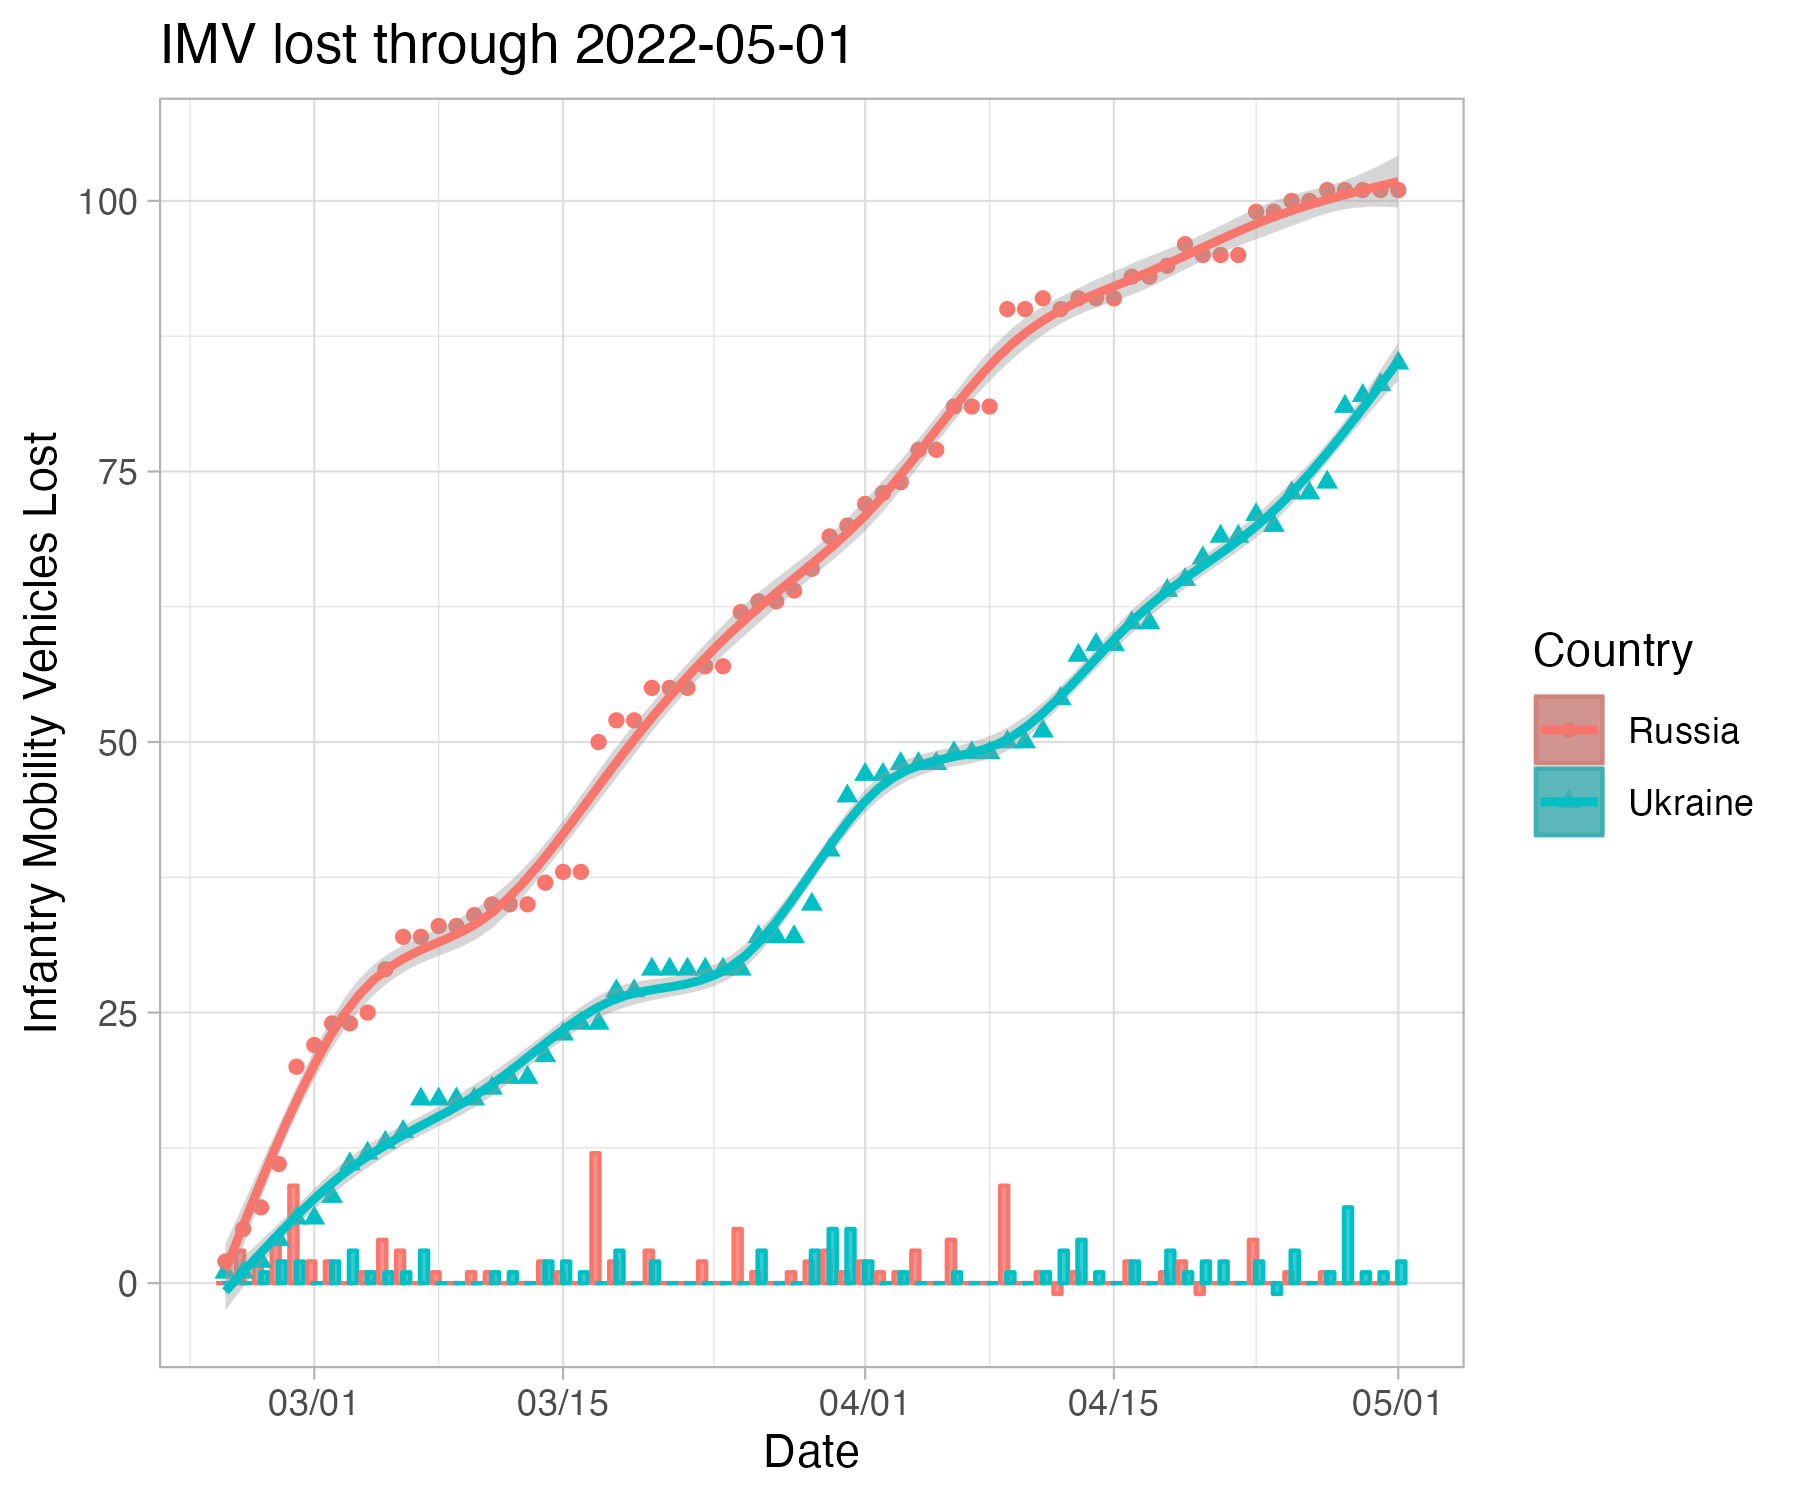 IMV lost through 2022-05-01
Infantry Mobility Vehicles Lost
100
75
50
25
0
03/01
03/15
04/01
04/15
05/01
Date
Country
Russia
Ukraine